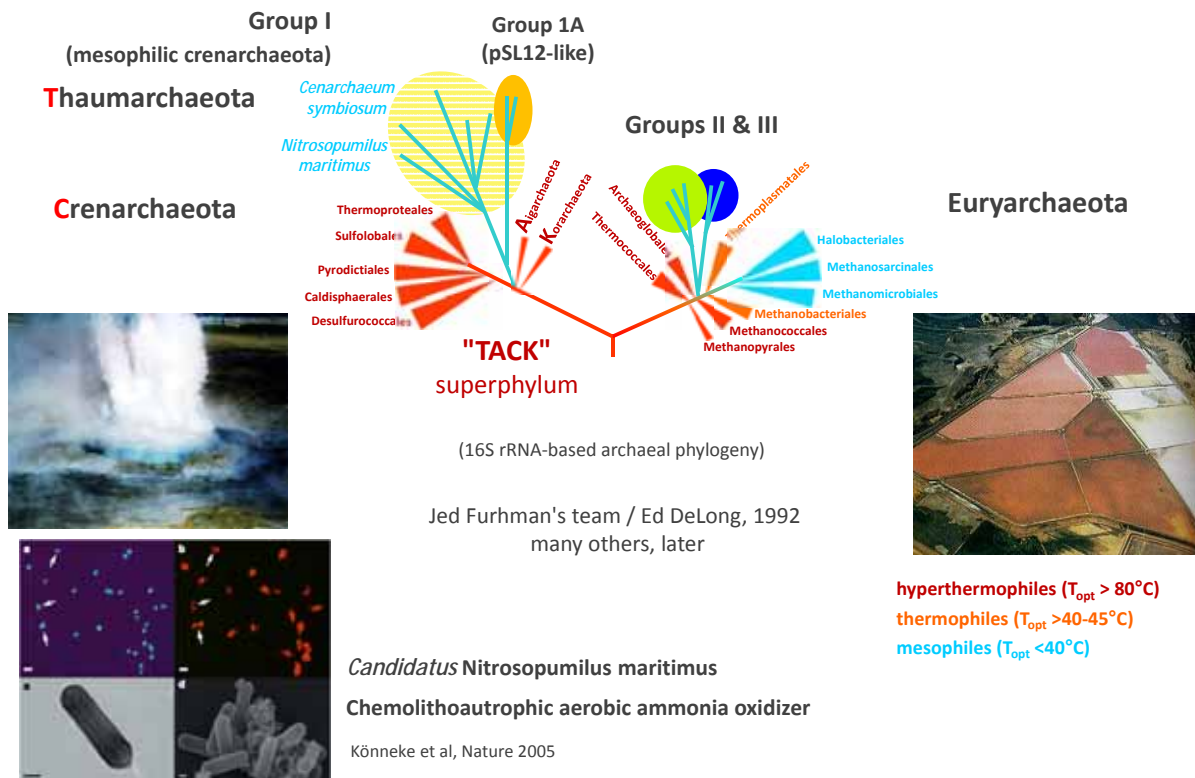 Group I
(mesophilic crenarchaeota)
Group 1A
(pSL12-like)
Thaumarchaeota
Cenarchaeum
symbiosum
Nitrosopumilus
maritimus
Groups II & III
Crenarchaeota
Euryarchaeota
Thermoproteales
Sulfolobales
Pyrodictiales
Caldisphaerales
Desulfurococcales
Aigarchaeota
Korarchaeota
Archaeoglobales
Thermococcales
Thermoplasmatales
Halobacteriales
Methanosarcinales
Methanomicrobiales
Methanobacteriales
Methanococcales
Methanopyrales
"TACK"
superphylum
(16S rRNA-based archaeal phylogeny)
Jed Furhman's team / Ed DeLong, 1992
many others, later
hyperthermophiles (Topt > 80°C)
thermophiles (Topt >40-45°C)
mesophiles (Topt <40°C)
a
b
c
d
Candidatus Nitrosopumilus maritimus
Chemolithoautrophic aerobic ammonia oxidizer
Könneke et al, Nature 2005